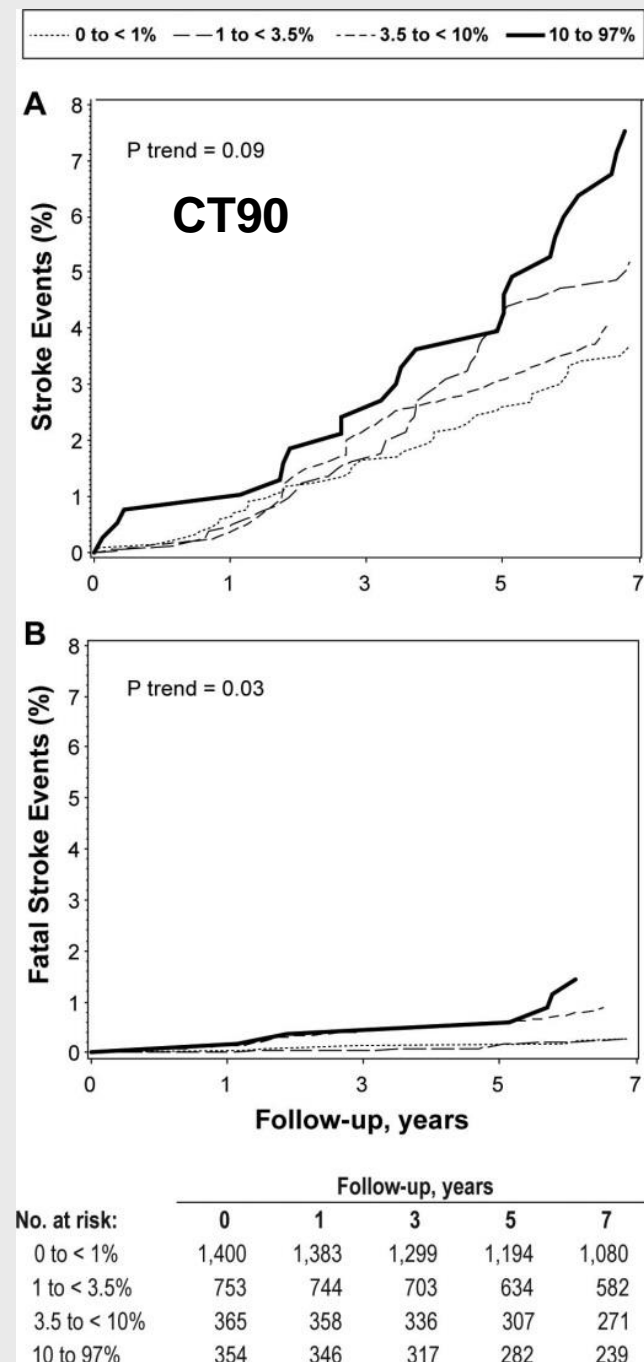 0 to < 1% 1 to < 3.5% 3.5 to < 10% 10 to 97%
A
8
P trend = 0.09
7
CT90
6
5
4
3
2
1
0
Stroke Events (%)
0 1 3 5 7
B
8
P trend = 0.03
7
6
5
4
3
2
1
0
Fatal Stroke Events (%)
0 1 3 5 7
Follow-up, years
Follow-up, years
No. at risk: 0 1 3 5 7
0 to < 1% 1,400 1,383 1,299 1,194 1,080
1 to < 3.5% 753 744 703 634 582
3.5 to < 10% 365 358 336 307 271
10 to 97% 354 346 317 282 239